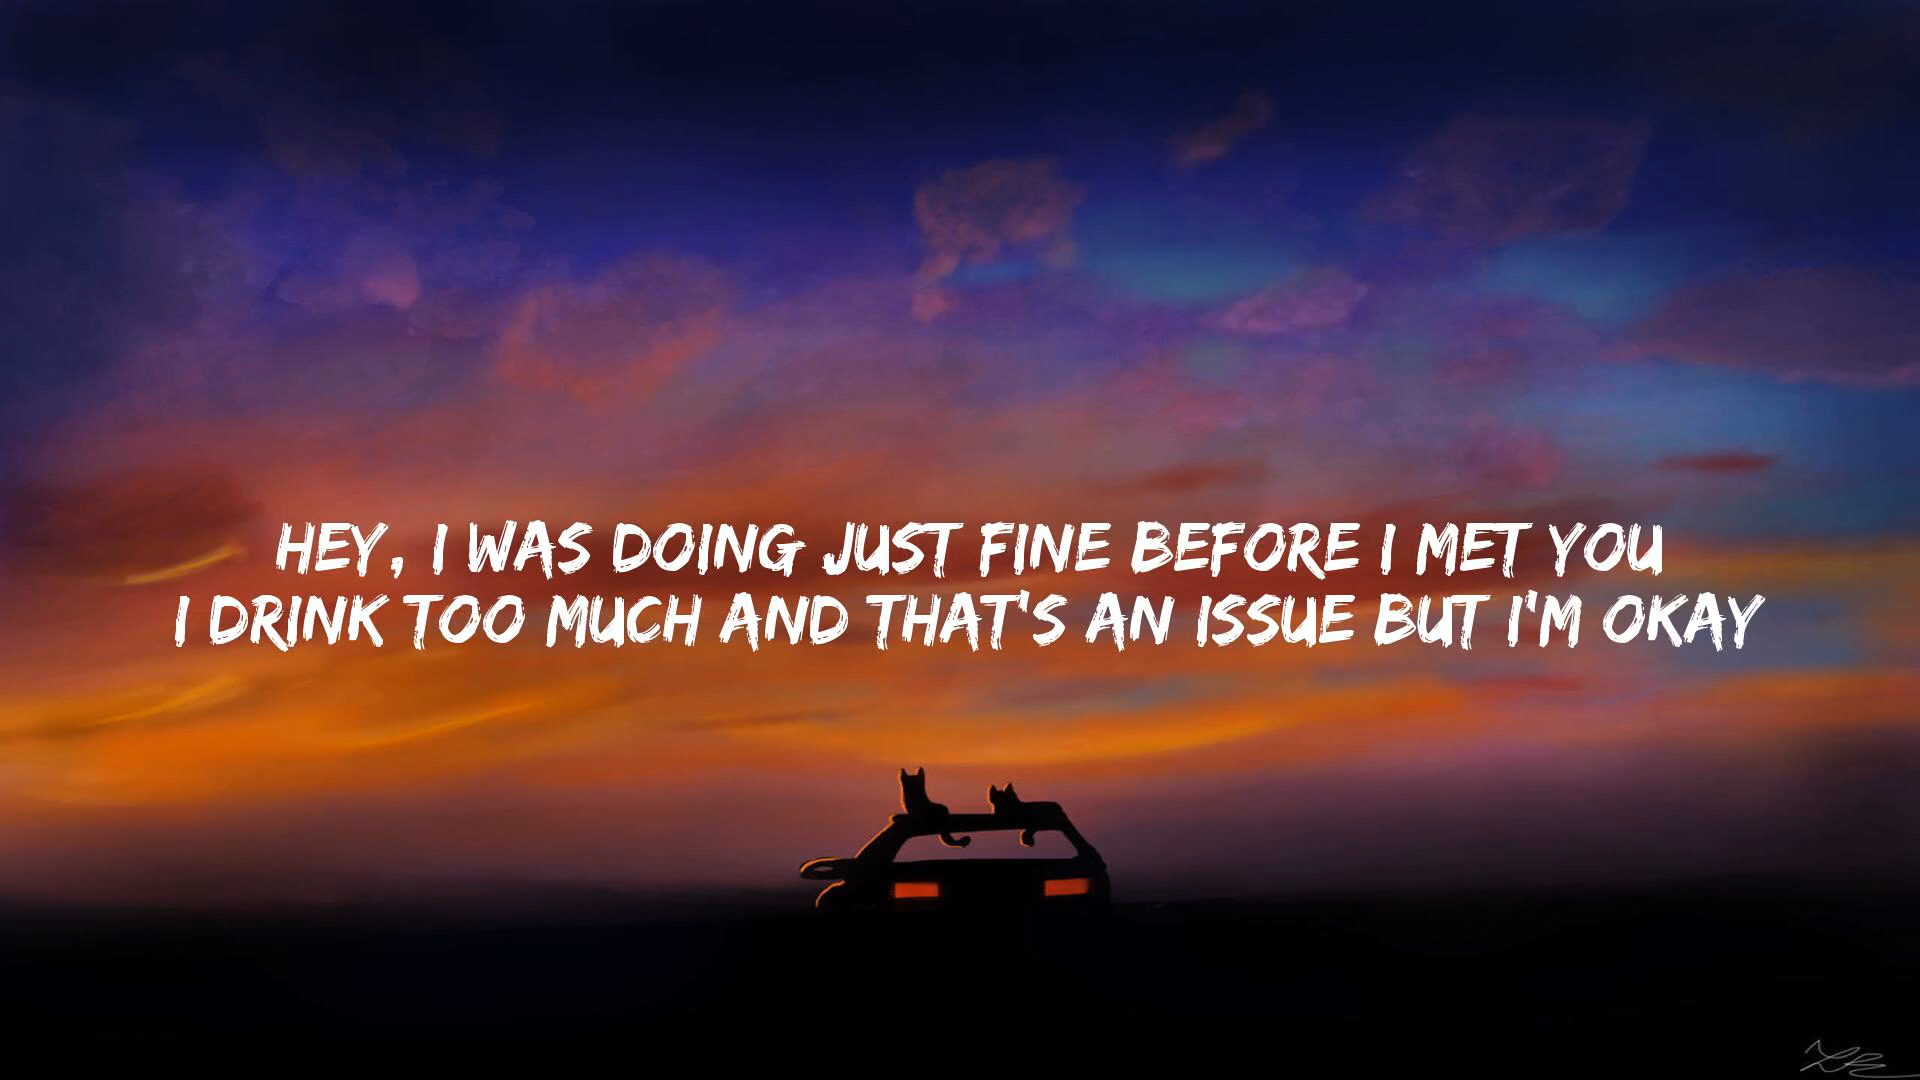 HEY, I WAS DOING JUST FINE BEFORE I MET YOU
I DRINK TOO MUCH AND THAT'S AN ISSUE BUT I'M OKAY